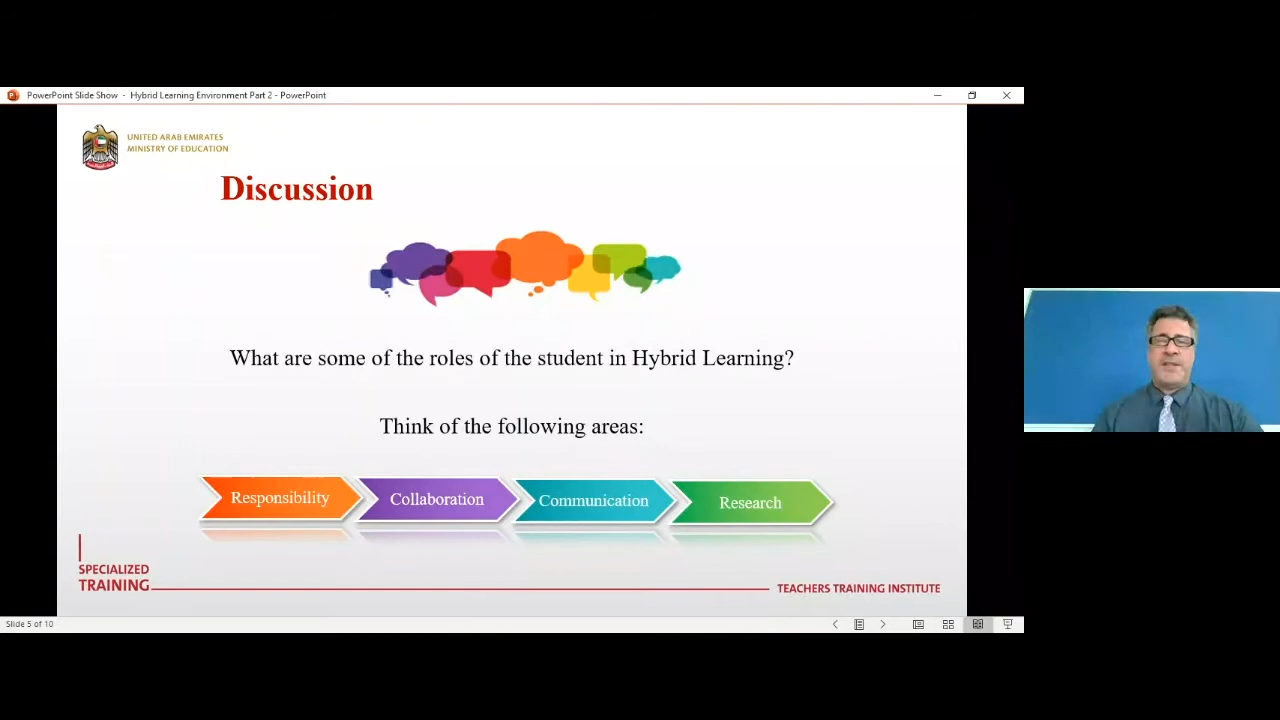 PowerPoint Slide Show - Hybrid Learning Environment Part 2 - PowerPoint
UNITED ARAB EMIRATES
MINISTRY OF EDUCATION
Discussion
What are some of the roles of the student in Hybrid Learning?
Think of the following areas:
Responsibility
Collaboration
Communication
Research
SPECIALIZED
TRAINING
TEACHERS TRAINING INSTITUTE
Slide 5 of 10